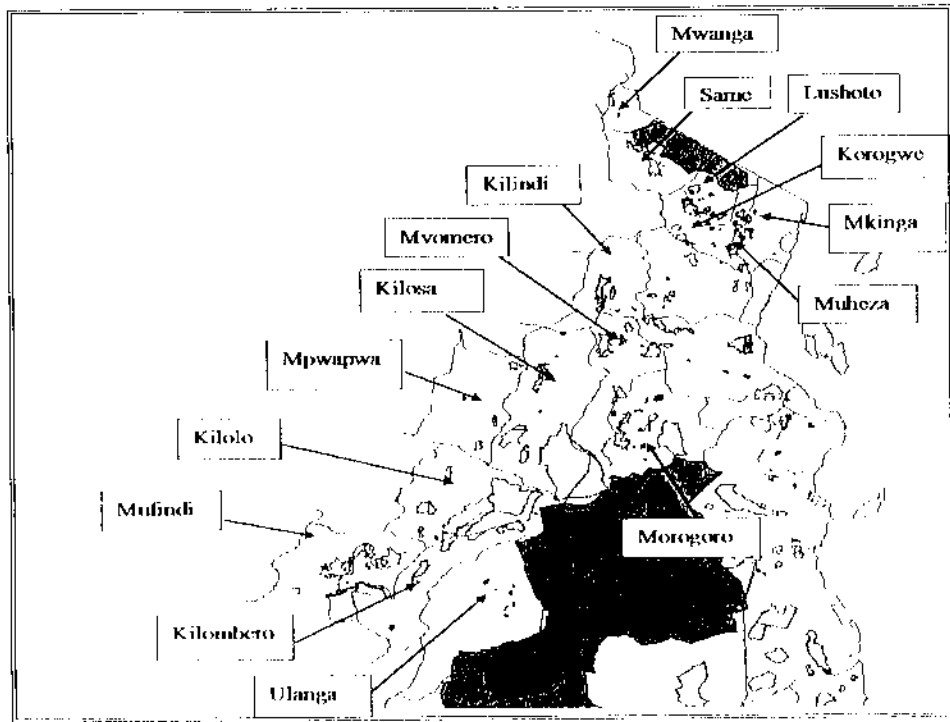 Mwanga
Same
Lushoto
Korogwe
Kilindi
Mkinga
Mvomero
Kilosa
Muheza
Mpwapwa
Kilolo
Mufindi
Morogoro
Kilombero
Ulanga